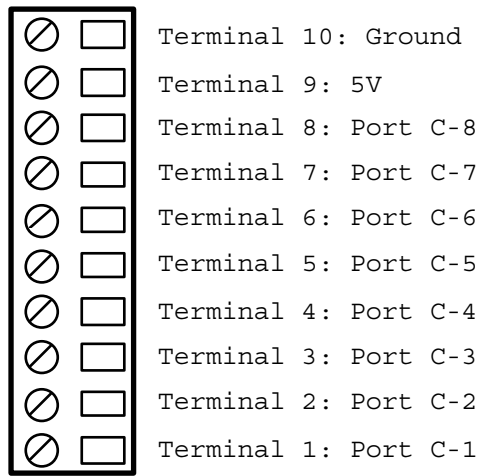 Terminal 10: Ground
Terminal 9: 5V
Terminal 8: Port C-8
Terminal 7: Port C-7
Terminal 6: Port C-6
Terminal 5: Port C-5
Terminal 4: Port C-4
Terminal 3: Port C-3
Terminal 2: Port C-2
Terminal 1: Port C-1